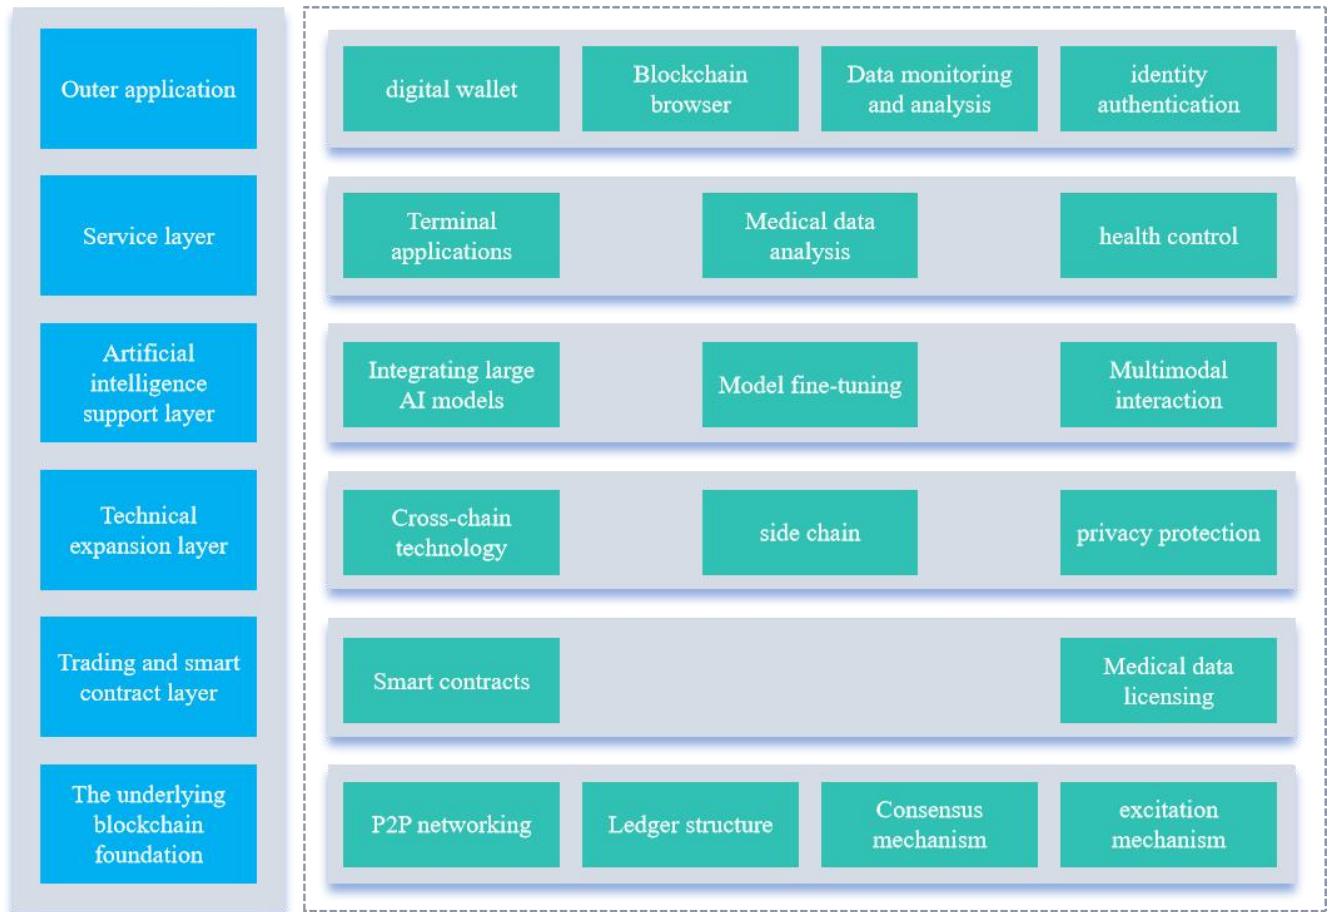 Outer application
digital wallet
Blockchain
browser
Data monitoring
and analysis
identity
authentication
Service layer
Terminal
applications
Medical data
analysis
health control
Artificial
intelligence
support layer
Integrating large
AI models
Model fine-tuning
Multimodal
interaction
Technical
expansion layer
Cross-chain
technology
side chain
privacy protection
Trading and smart
contract layer
Smart contracts
Medical data
licensing
The underlying
blockchain
foundation
P2P networking
Ledger structure
Consensus
mechanism
excitation
mechanism